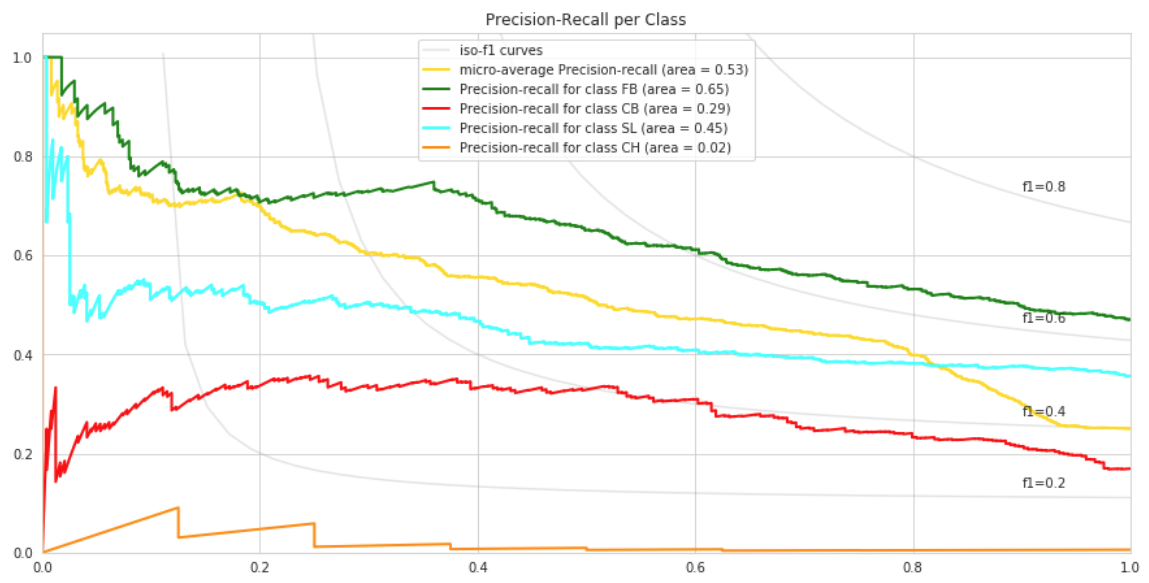 Precision-Recall per Class
iso-f1 curves
micro-average Precision-recall (area = 0.53)
Precision-recall for class FB (area = 0.65)
Precision-recall for class CB (area = 0.29)
Precision-recall for class SL (area = 0.45)
Precision-recall for class CH (area = 0.02)
1.0
0.8
0.6
0.4
0.2
0.0
f1=0.8
f1=0.6
f1=0.4
f1=0.2
0.0 0.2 0.4 0.6 0.8 1.0